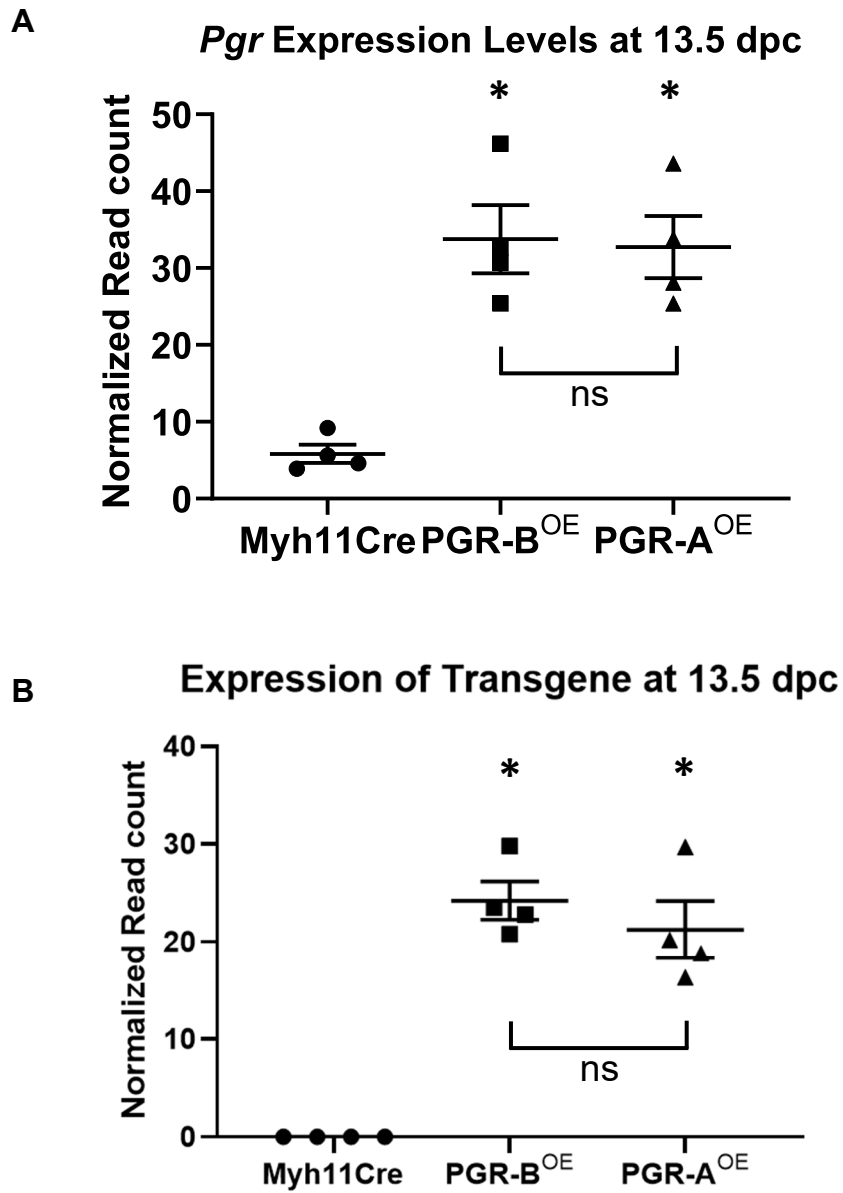 A
Pgr Expression Levels at 13.5 dpc
* *
Normalized Read count
50
40
30
20
10
0
ns
Myh11Cre PGR-B^OE PGR-A^OE
B
Expression of Transgene at 13.5 dpc
* *
Normalized Read count
40
30
20
10
0
ns
Myh11Cre PGR-B^OE PGR-A^OE